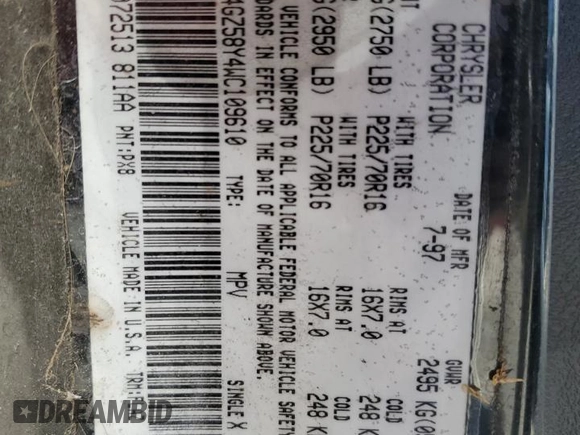 CHRYSLER
CORPORATION
DATE OF MFR
7-97
GVWR
2495 KG(
WITH TIRES
P225/70R16
RIMS AT
16X7.0
COLD
248 K
(2760 LB)
WITH TIRES
P225/70R16
RIMS AT
16X7.0
COLD
248 K
(2950 LB)
VEHICLE CONFORMS TO ALL APPLICABLE FEDERAL MOTOR VEHICLE SAFETY
IN EFFECT ON THE DATE OF MANUFACTURE SHOWN ABOVE.
4Z58Y4WC109610
TYPE:
MPV
SINGLE X
72513 811AA
PNT:PX8
VEHICLE MADE IN U.S.A.
TRM:
DREAMBID